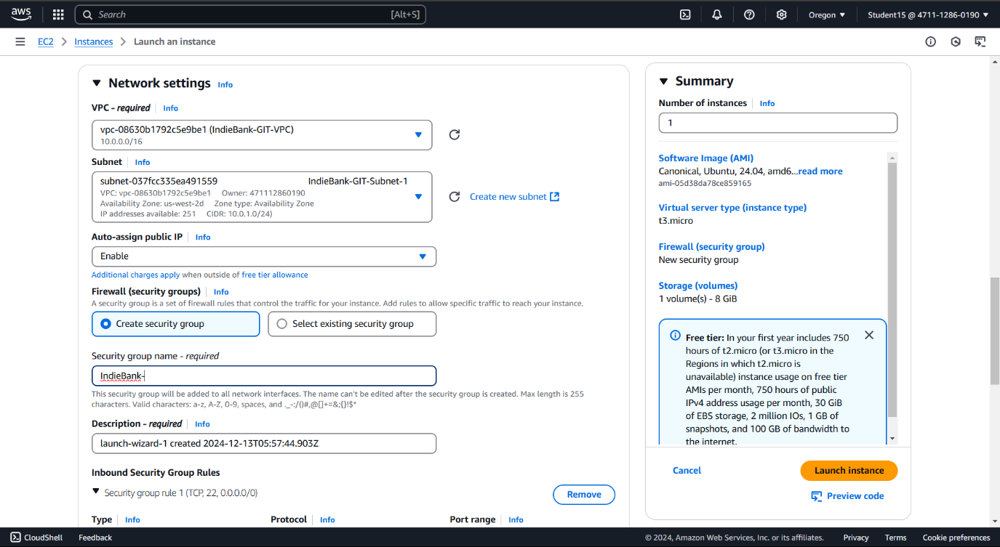 aws
Search [Alt+S]
Oregon ▼ Student15 @ 4711-1286-0190 ▼
EC2 > Instances > Launch an instance
▼ Network settings Info
VPC - required Info
vpc-08630b1792c5e9be1 (IndieBank-GIT-VPC)
10.0.0.0/16
Subnet Info
subnet-037fcc335ea491559 IndieBank-GIT-Subnet-1
VPC: vpc-08630b1792c5e9be1 Owner: 471112860190
Availability Zone: us-west-2d Zone type: Availability Zone
IP addresses available: 251 CIDR: 10.0.1.0/24)
Create new subnet
Auto-assign public IP Info
Enable
Additional charges apply when outside of free tier allowance
Firewall (security groups) Info
A security group is a set of firewall rules that control the traffic for your instance. Add rules to allow specific traffic to reach your instance.
Create security group
Select existing security group
Security group name - required
IndieBank-
This security group will be added to all network interfaces. The name can't be edited after the security group is created. Max length is 255
characters. Valid characters: a-z, A-Z, 0-9, spaces, and ._-:/()#,@[]+=&;{}!$*
Description - required Info
launch-wizard-1 created 2024-12-13T05:57:44.903Z
Inbound Security Group Rules
▼ Security group rule 1 (TCP, 22, 0.0.0.0/0)
Remove
Type Info Protocol Info Port range Info
▼ Summary
Number of instances Info
1
Software Image (AMI)
Canonical, Ubuntu, 24.04, amd6...read more
ami-05d38da78ce859165
Virtual server type (instance type)
t3.micro
Firewall (security group)
New security group
Storage (volumes)
1 volume(s) - 8 GiB
Free tier: In your first year includes 750
hours of t2.micro (or t3.micro in the
Regions in which t2.micro is
unavailable) instance usage on free tier
AMIs per month, 750 hours of public
IPv4 address usage per month, 30 GiB
of EBS storage, 2 million IOs, 1 GB of
snapshots, and 100 GB of bandwidth to
the internet.
Cancel
Launch instance
Preview code
CloudShell Feedback
© 2024, Amazon Web Services, Inc. or its affiliates. Privacy Terms Cookie preferences